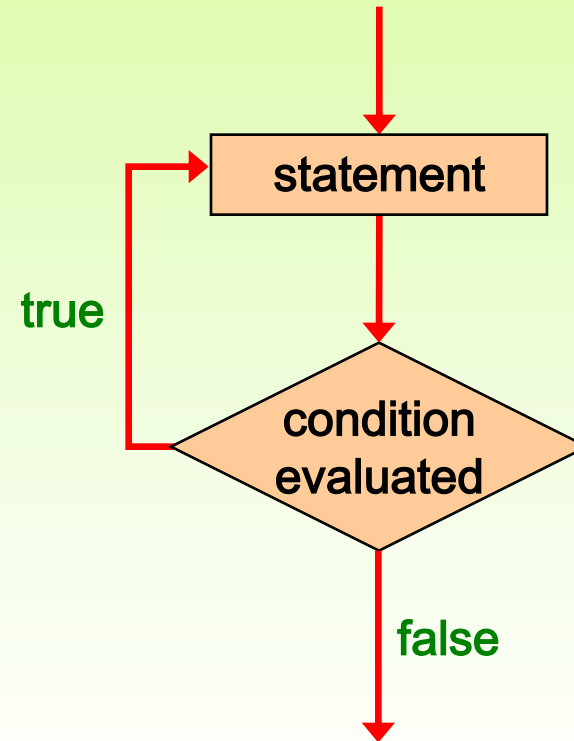 statement
true
condition
evaluated
false